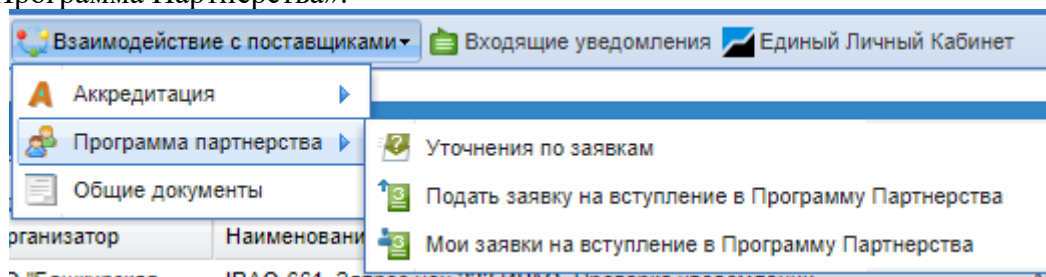 Программа Партнерства».
Взаимодействие с поставщиками Входящие уведомления Единый Личный Кабинет
Аккредитация
Программа партнерства
Уточнения по заявкам
Общие документы
Подать заявку на вступление в Программу Партнерства
Мои заявки на вступление в Программу Партнерства
рганизатор Наименовани